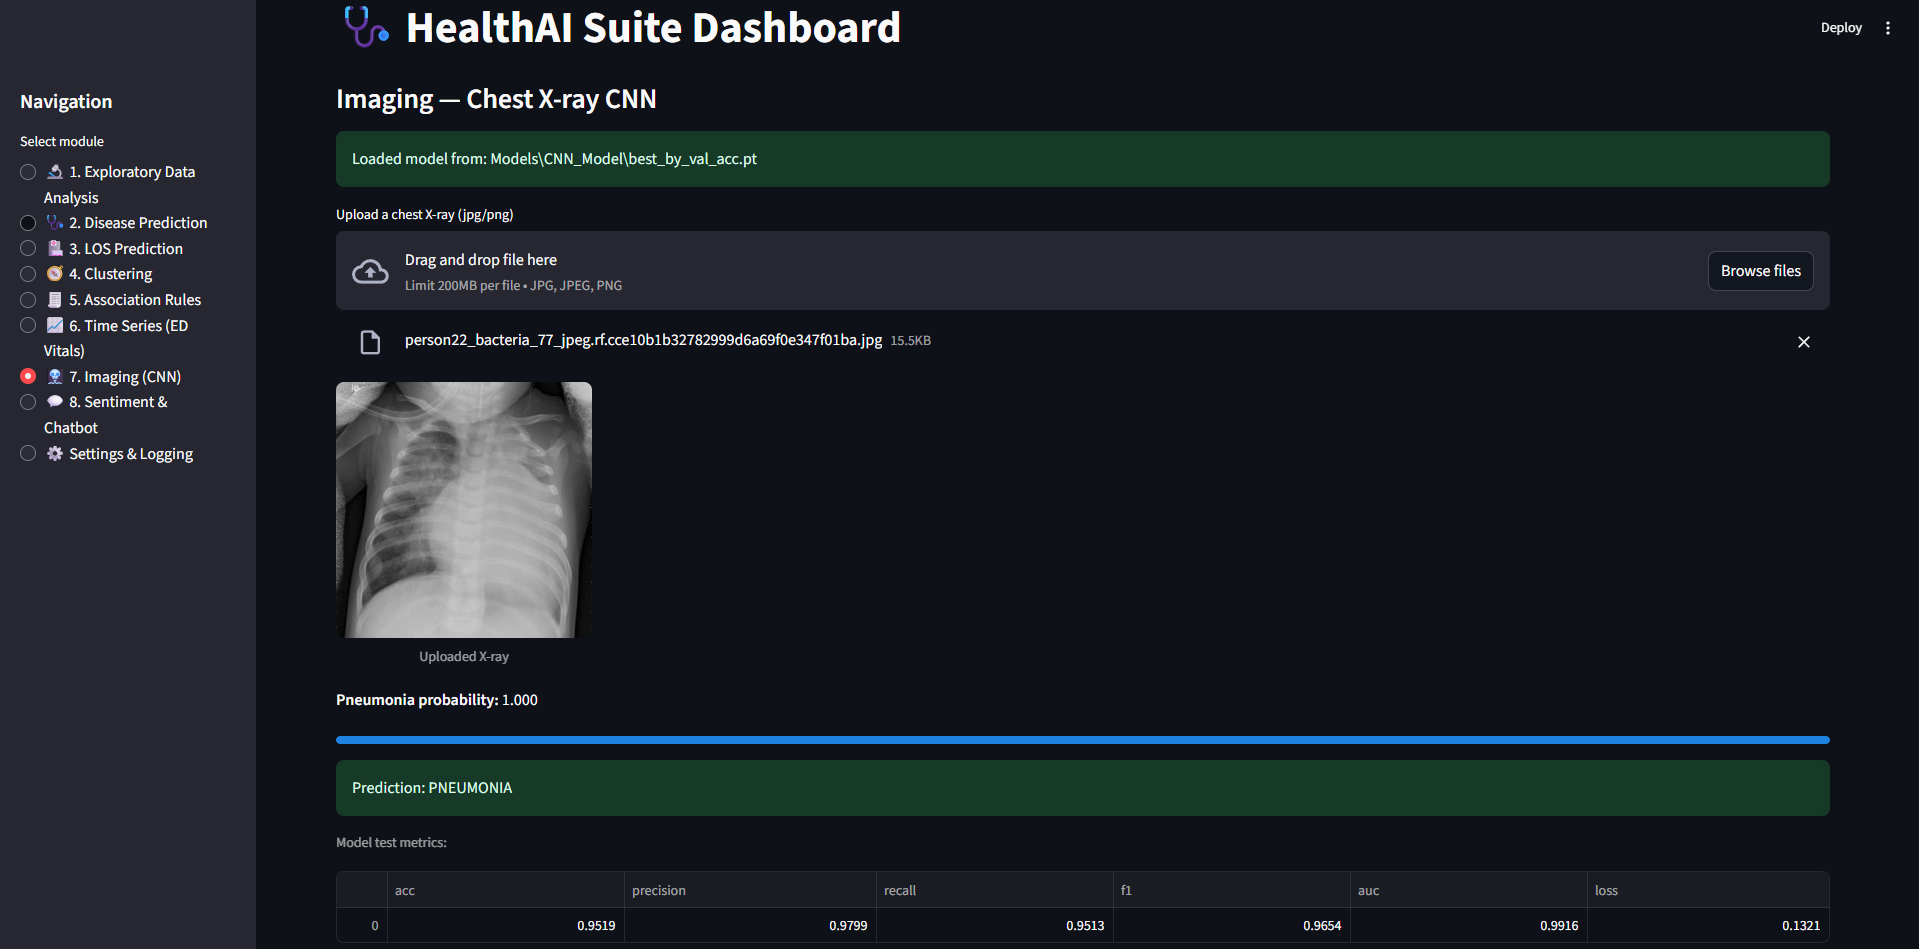 HealthAI Suite Dashboard
Deploy
Navigation
Select module
1. Exploratory Data
Analysis
2. Disease Prediction
3. LOS Prediction
4. Clustering
5. Association Rules
6. Time Series (ED
Vitals)
7. Imaging (CNN)
8. Sentiment &
Chatbot
Settings & Logging
Imaging — Chest X-ray CNN
Loaded model from: Models\CNN_Model\best_by_val_acc.pt
Upload a chest X-ray (jpg/png)
Drag and drop file here
Limit 200MB per file • JPG, JPEG, PNG
Browse files
person22_bacteria_77_jpeg.rf.cce10b1b32782999d6a69f0e347f01ba.jpg 15.5KB
Uploaded X-ray
Pneumonia probability: 1.000
Prediction: PNEUMONIA
Model test metrics:
acc precision recall f1 auc loss
0 0.9519 0.9799 0.9513 0.9654 0.9916 0.1321